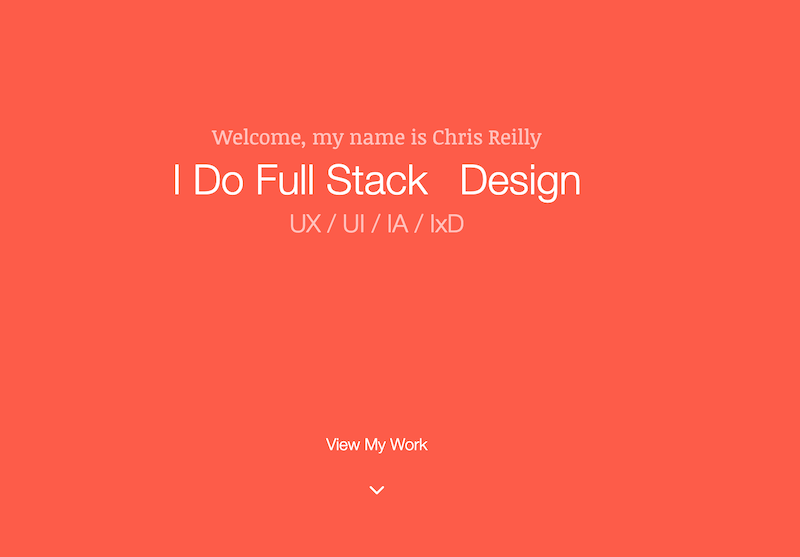 Welcome, my name is Chris Reilly
I Do Full Stack Design
UX / UI / IA / IxD
View My Work